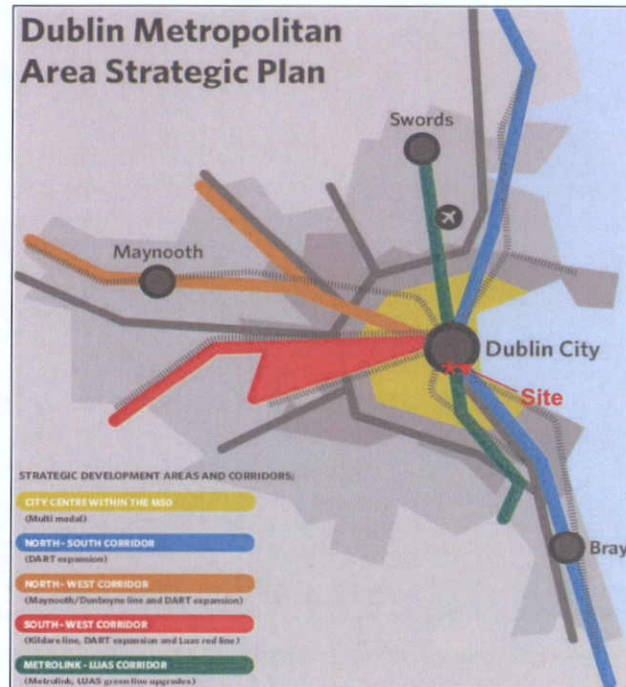 Dublin Metropolitan
Area Strategic Plan
Swords
Maynooth
Dublin City
Site
Bray
STRATEGIC DEVELOPMENT AREAS AND CORRIDORS:
CITY CENTRE WITHIN THE M50
(Multi modal)
NORTH - SOUTH CORRIDOR
(DART expansion)
NORTH - WEST CORRIDOR
(Maynooth/Dunboyne line and DART expansion)
SOUTH - WEST CORRIDOR
(Kildare line, DART expansion and Luas red line)
METROLINK - LUAS CORRIDOR
(Metrolink, LUAS green line upgrades)